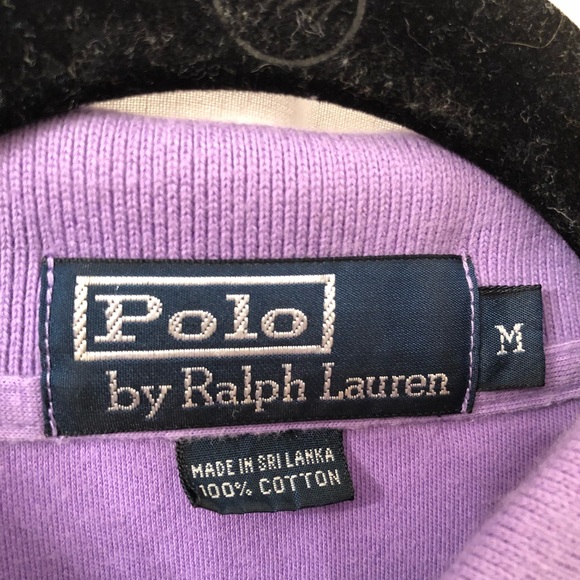 Polo
by Ralph Lauren
M
MADE IN SRI LANKA
100% COTTON